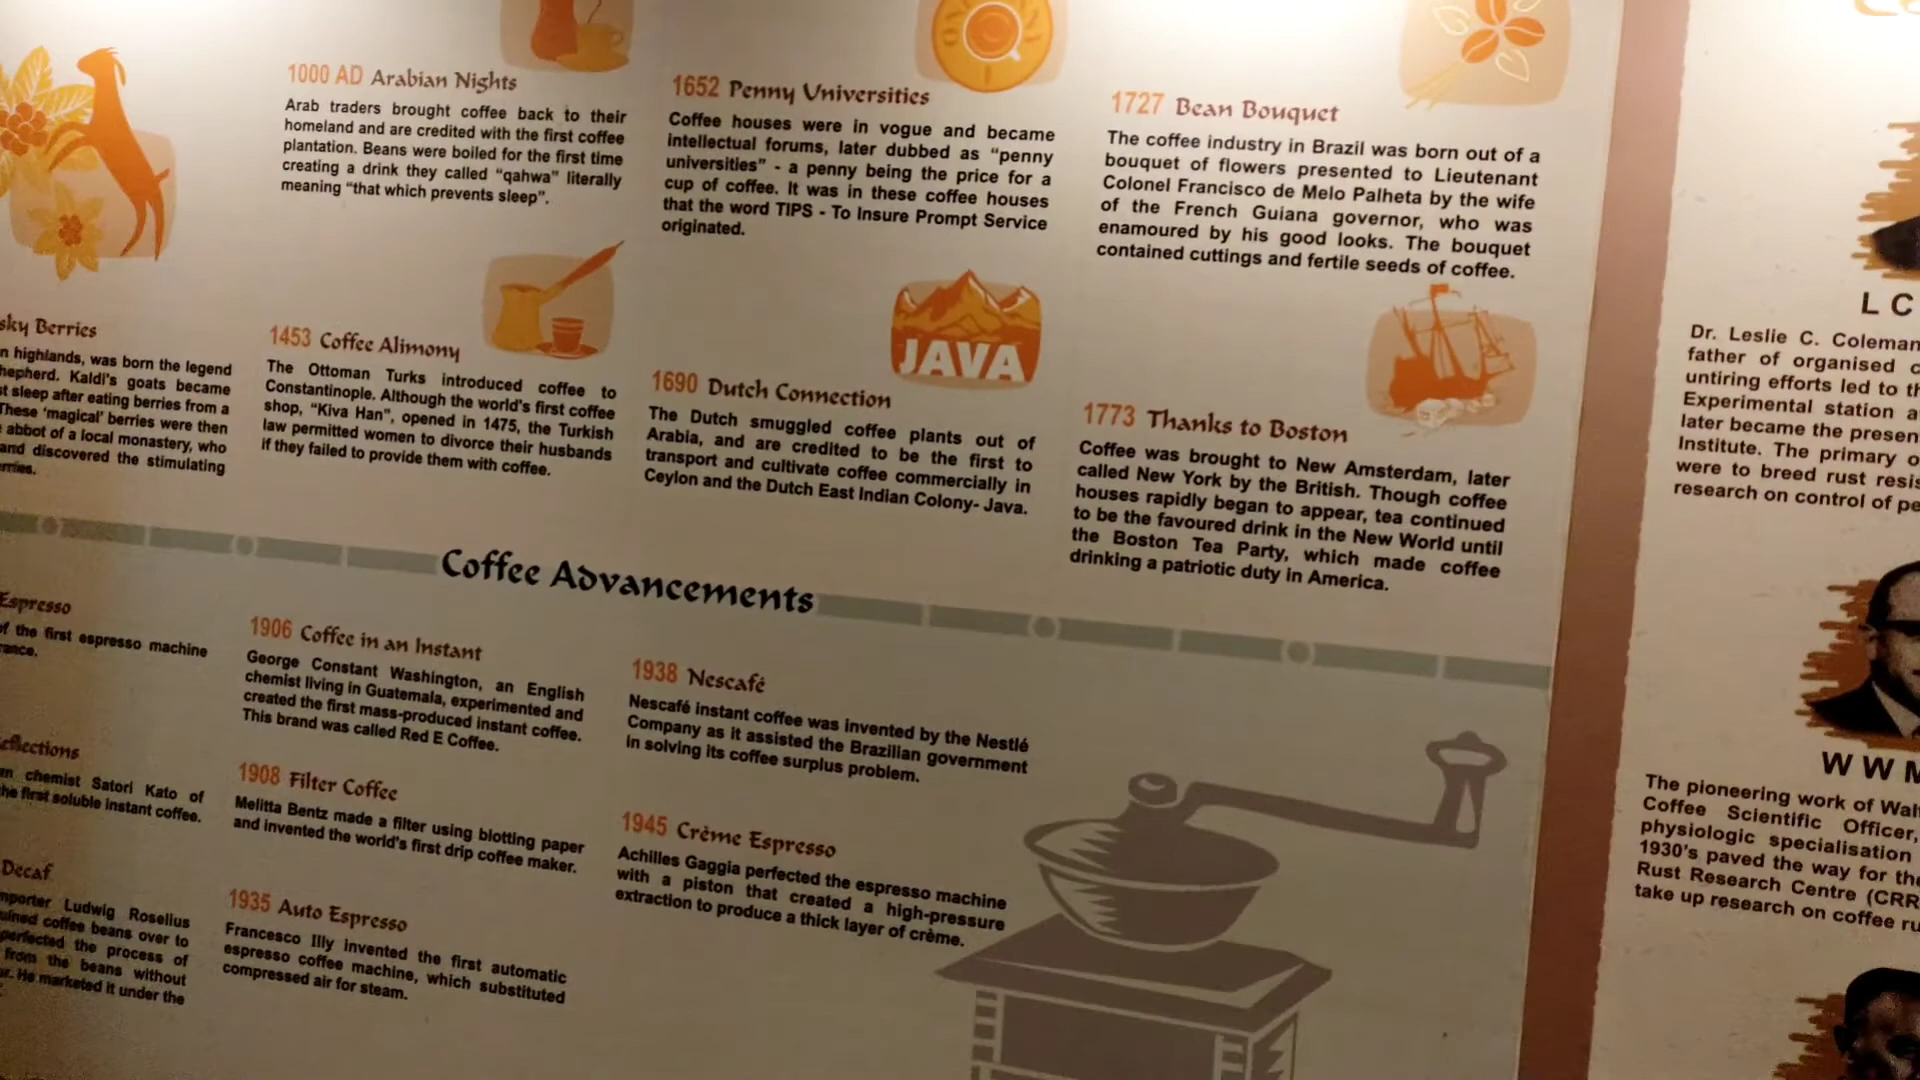 1000 AD Arabian Nights
Arab traders brought coffee back to their
homeland and are credited with the first coffee
plantation. Beans were boiled for the first time
creating a drink they called “qahwa” literally
meaning “that which prevents sleep”.
1652 Penny Universities
Coffee houses were in vogue and became
intellectual forums, later dubbed as “penny
universities” - a penny being the price for a
cup of coffee. It was in these coffee houses
that the word TIPS - To Insure Prompt Service
originated.
1727 Bean Bouquet
The coffee industry in Brazil was born out of a
bouquet of flowers presented to Lieutenant
Colonel Francisco de Melo Palheta by the wife
of the French Guiana governor, who was
enamoured by his good looks. The bouquet
contained cuttings and fertile seeds of coffee.
Berries
highlands, was born the legend
Kaldi's goats became
sleep after eating berries from a
These ‘magical’ berries were then
abbot of a local monastery, who
and discovered the stimulating
1453 Coffee Alimony
The Ottoman Turks introduced coffee to
Constantinople. Although the world's first coffee
shop, “Kiva Han”, opened in 1475, the Turkish
law permitted women to divorce their husbands
if they failed to provide them with coffee.
JAVA
1690 Dutch Connection
The Dutch smuggled coffee plants out of
Arabia, and are credited to be the first to
transport and cultivate coffee commercially in
Ceylon and the Dutch East Indian Colony- Java.
1773 Thanks to Boston
Coffee was brought to New Amsterdam, later
called New York by the British. Though coffee
houses rapidly began to appear, tea continued
to be the favoured drink in the New World until
the Boston Tea Party, which made coffee
drinking a patriotic duty in America.
Coffee Advancements
Espresso
of the first espresso machine
chemist Satori Kato of
the first soluble instant coffee.
Decaf
Ludwig Roselius
coffee beans over to
perfected the process of
from the beans without
He marketed it under the
1906 Coffee in an Instant
George Constant Washington, an English
chemist living in Guatemala, experimented and
created the first mass-produced instant coffee.
This brand was called Red E Coffee.
1908 Filter Coffee
Melitta Bentz made a filter using blotting paper
and invented the world's first drip coffee maker.
1935 Auto Espresso
Francesco Illy invented the first automatic
espresso coffee machine, which substituted
compressed air for steam.
1938 Nescafé
Nescafé instant coffee was invented by the Nestlé
Company as it assisted the Brazilian government
in solving its coffee surplus problem.
1945 Crème Espresso
Achilles Gaggia perfected the espresso machine
with a piston that created a high-pressure
extraction to produce a thick layer of crème.
L C
Dr. Leslie C. Coleman
father of organised
untiring efforts led to
Experimental station
later became the
Institute. The primary
were to breed rust
research on control of
W W M
The pioneering work of
Coffee Scientific Officer,
physiologic specialisation
1930's paved the way for the
Rust Research Centre
take up research on coffee